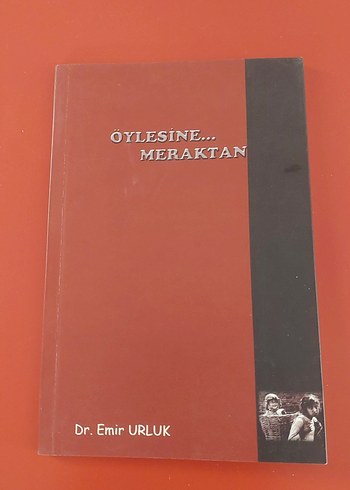 ÖYLESİNE...
MERAKTAN
Dr. Emir URLUK